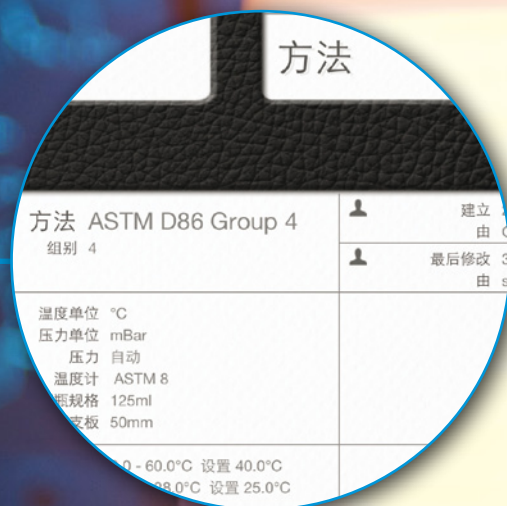 方法
方法 ASTM D86 Group 4
组别 4
建立
由
最后修改 3
由 s
温度单位 °C
压力单位 mBar
压力 自动
温度计 ASTM 8
瓶规格 125ml
支板 50mm
.0 - 60.0°C 设置 40.0°C
38.0°C 设置 25.0°C